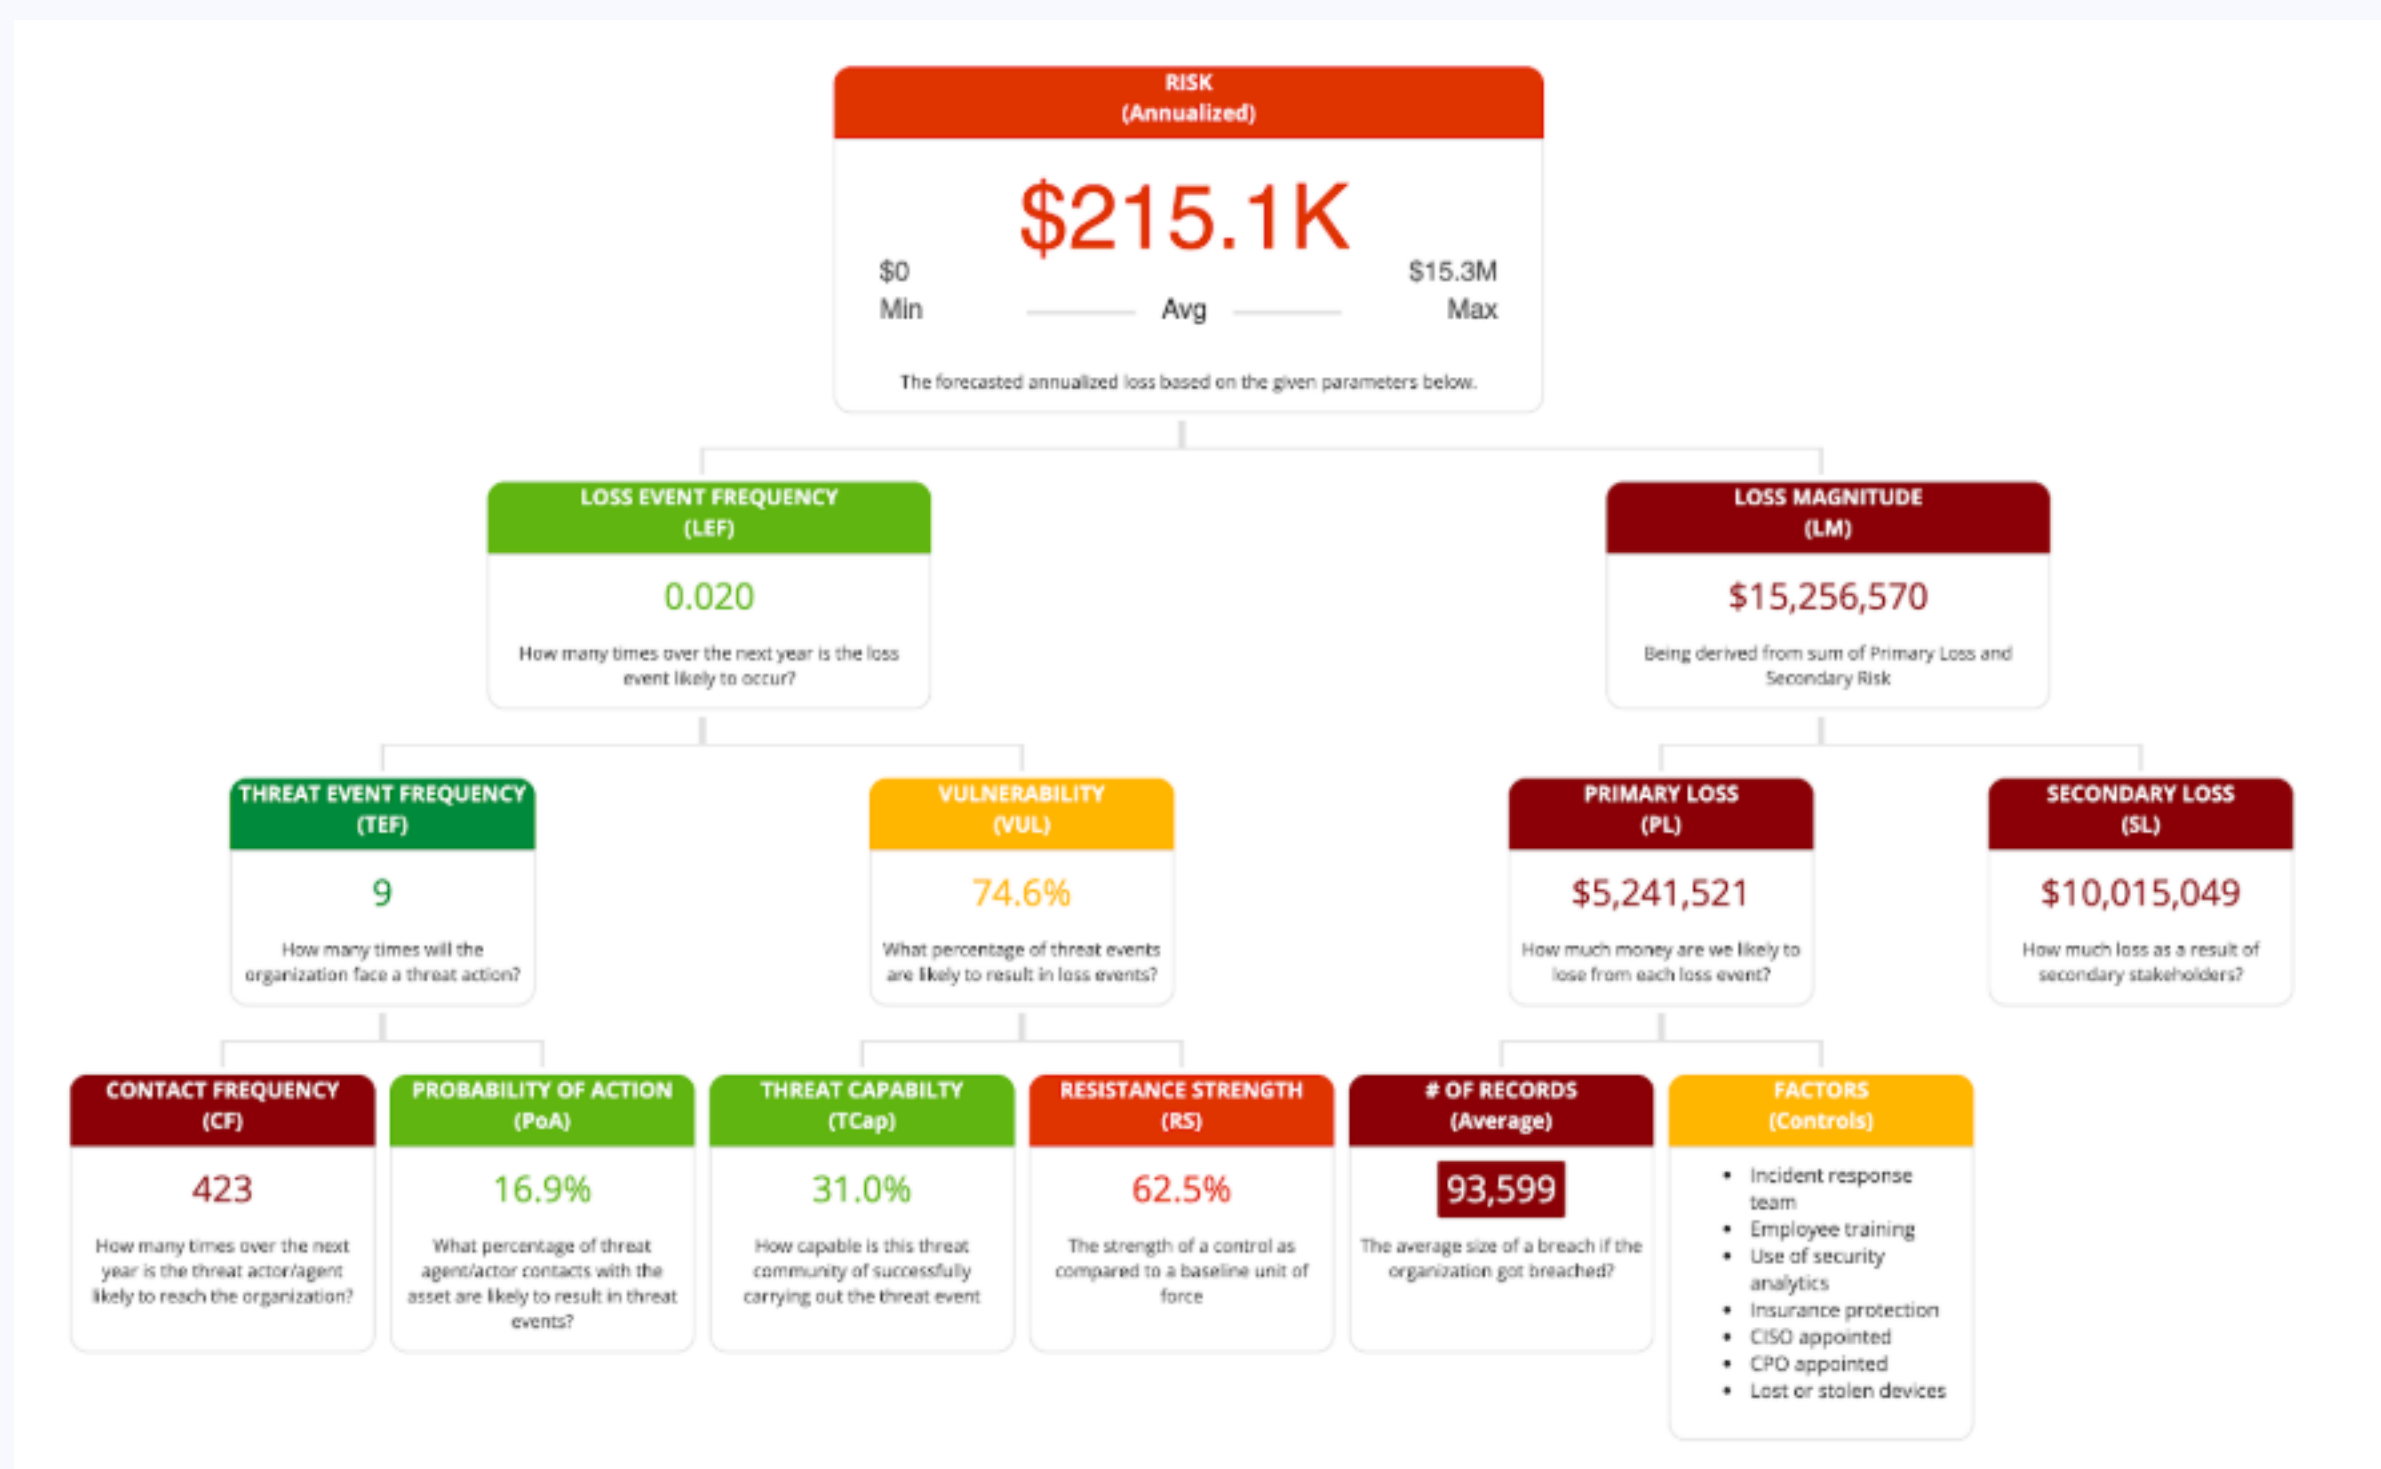 RISK
(Annualized)
$215.1K
$0
$15.3M
Min
Avg
Max
The forecasted annualized loss based on the given parameters below.
LOSS EVENT FREQUENCY
(LEF)
0.020
How many times over the next year is the loss
event likely to occur?
LOSS MAGNITUDE
(LM)
$15,256,570
Being derived from sum of Primary Loss and
Secondary Risk
THREAT EVENT FREQUENCY
(TEF)
9
How many times will the
organization face a threat action?
VULNERABILITY
(VUL)
74.6%
What percentage of threat events
are likely to result in loss events?
PRIMARY LOSS
(PL)
$5,241,521
How much money are we likely to
lose from each loss event?
SECONDARY LOSS
(SL)
$10,015,049
How much loss as a result of
secondary stakeholders?
CONTACT FREQUENCY
(CF)
423
How many times over the next
year is the threat actor/agent
likely to reach the organization?
PROBABILITY OF ACTION
(PoA)
16.9%
What percentage of threat
agent/actor contacts with the
asset are likely to result in threat
events?
THREAT CAPABILTY
(TCap)
31.0%
How capable is this threat
community of successfully
carrying out the threat event
RESISTANCE STRENGTH
(RS)
62.5%
The strength of a control as
compared to a baseline unit of
force
# OF RECORDS
(Average)
93,599
The average size of a breach if the
organization got breached?
FACTORS
(Controls)
• Incident response
team
• Employee training
• Use of security
analytics
• Insurance protection
• CISO appointed
• CPO appointed
• Lost or stolen devices